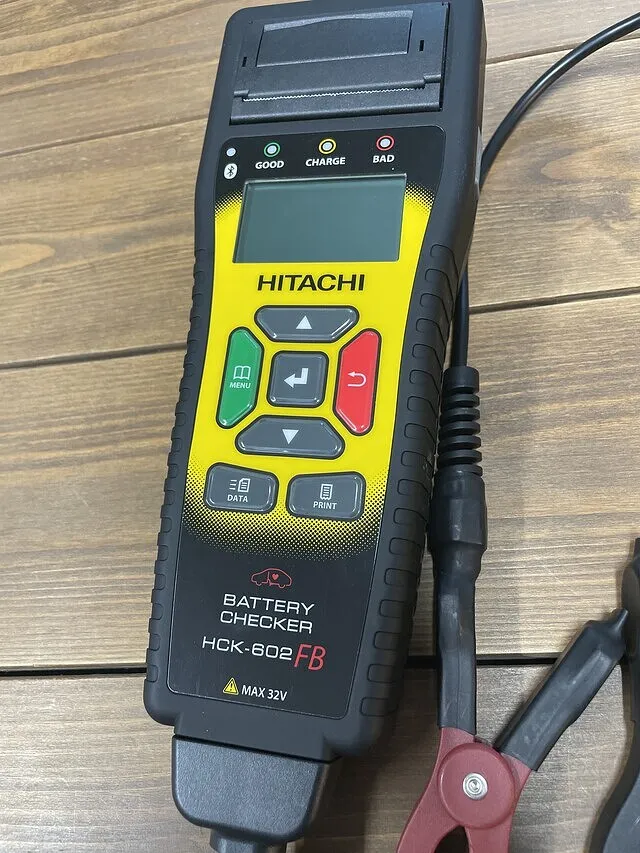 GOOD CHARGE BAD
HITACHI
MENU
DATA
PRINT
BATTERY
CHECKER
HCK-602FB
MAX 32V